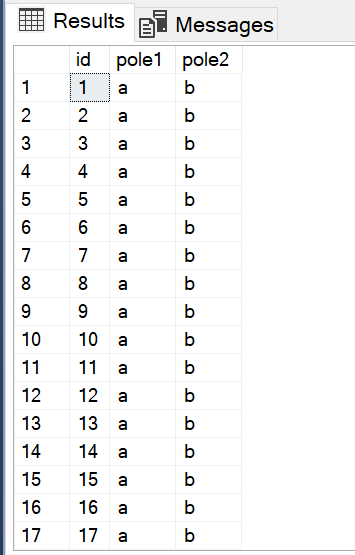 Results Messages
id pole1 pole2
1 1 a b
2 2 a b
3 3 a b
4 4 a b
5 5 a b
6 6 a b
7 7 a b
8 8 a b
9 9 a b
10 10 a b
11 11 a b
12 12 a b
13 13 a b
14 14 a b
15 15 a b
16 16 a b
17 17 a b